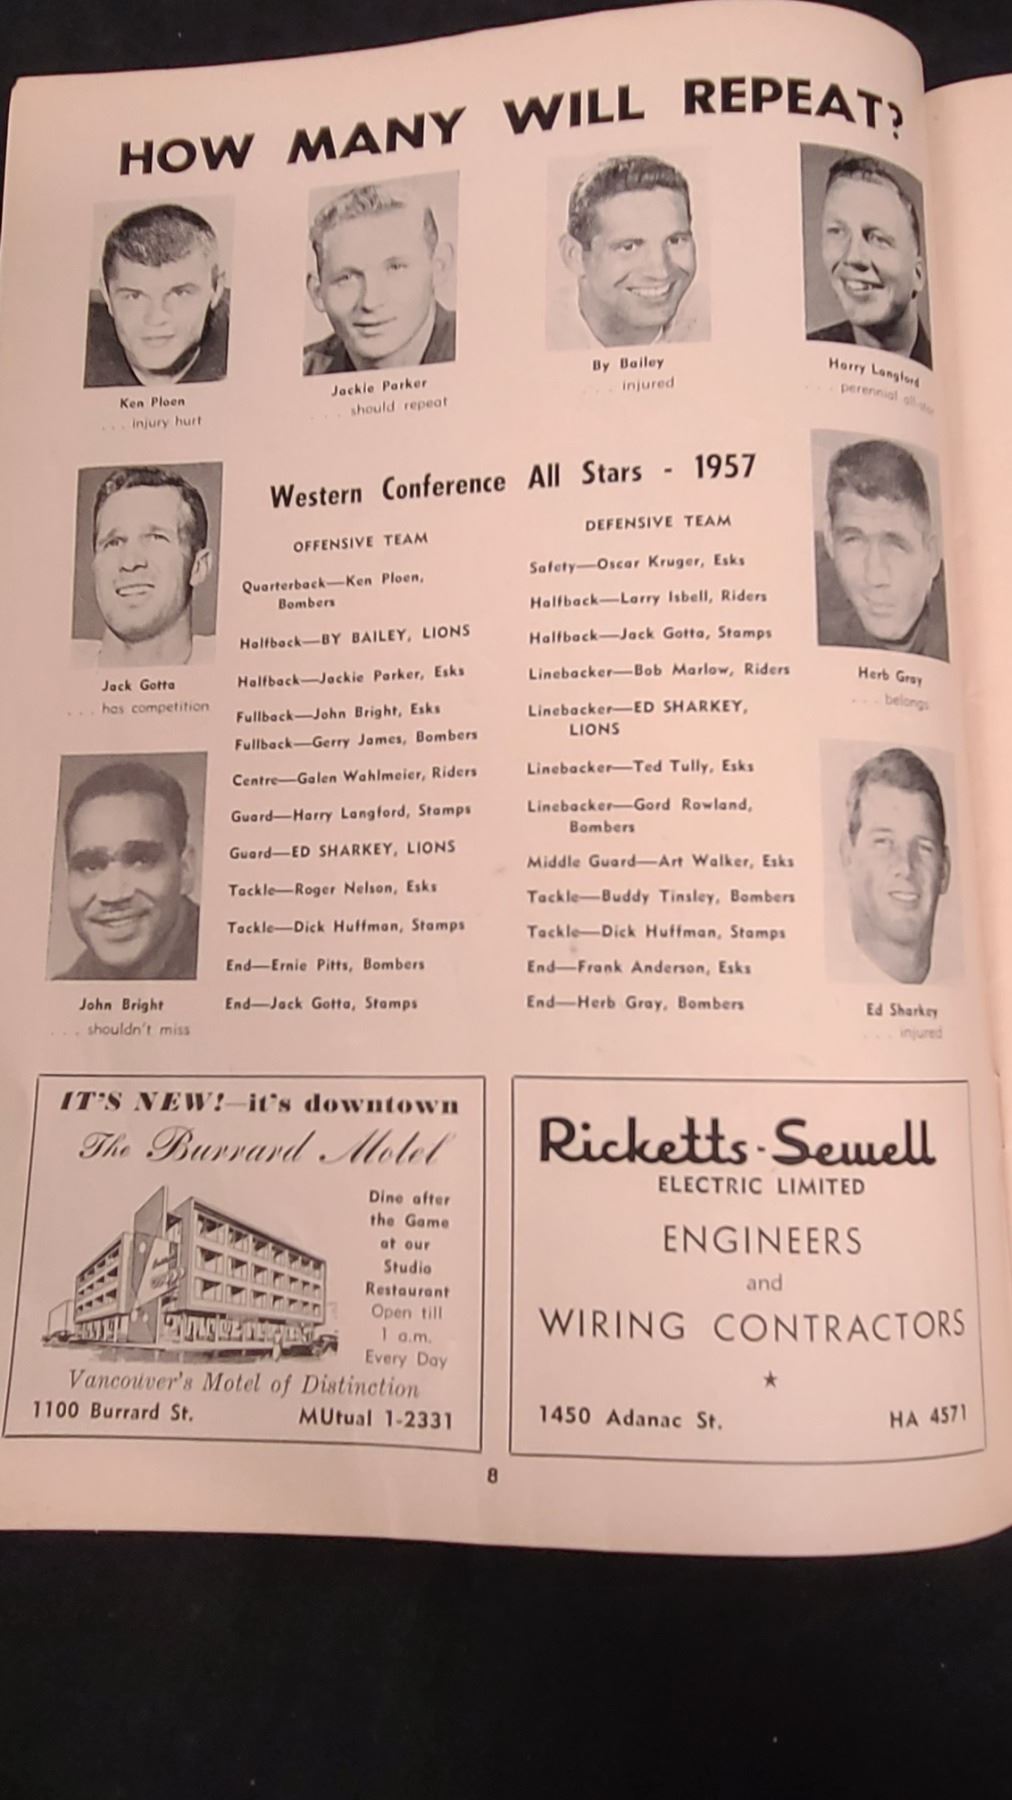 HOW MANY WILL REPEAT?
Ken Ploen
. . . injury hurt
Jackie Parker
. . . should repeat
By Bailey
. . . injured
Harry Langford
. . . perennial all-star
Western Conference All Stars - 1957
Jack Gotta
. . . has competition
John Bright
. . . shouldn't miss
OFFENSIVE TEAM
Quarterback—Ken Ploen,
Bombers
Halfback—BY BAILEY, LIONS
Halfback—Jackie Parker, Esks
Fullback—John Bright, Esks
Fullback—Gerry James, Bombers
Centre—Galen Wahlmeier, Riders
Guard—Harry Langford, Stamps
Guard—ED SHARKEY, LIONS
Tackle—Roger Nelson, Esks
Tackle—Dick Huffman, Stamps
End—Ernie Pitts, Bombers
End—Jack Gotta, Stamps
DEFENSIVE TEAM
Safety—Oscar Kruger, Esks
Halfback—Larry Isbell, Riders
Halfback—Jack Gotta, Stamps
Linebacker—Bob Marlow, Riders
Linebacker—ED SHARKEY,
LIONS
Linebacker—Ted Tully, Esks
Linebacker—Gord Rowland,
Bombers
Middle Guard—Art Walker, Esks
Tackle—Buddy Tinsley, Bombers
Tackle—Dick Huffman, Stamps
End—Frank Anderson, Esks
End—Herb Gray, Bombers
Herb Gray
. . . belongs
Ed Sharkey
. . . injured
IT'S NEW!—it's downtown
The Burrard Motel
Dine after
the Game
at our
Studio
Restaurant
Open till
1 a.m.
Every Day
Vancouver's Motel of Distinction
1100 Burrard St. MUtual 1-2331
Ricketts-Sewell
ELECTRIC LIMITED
ENGINEERS
and
WIRING CONTRACTORS
★
1450 Adanac St. HA 4571
8